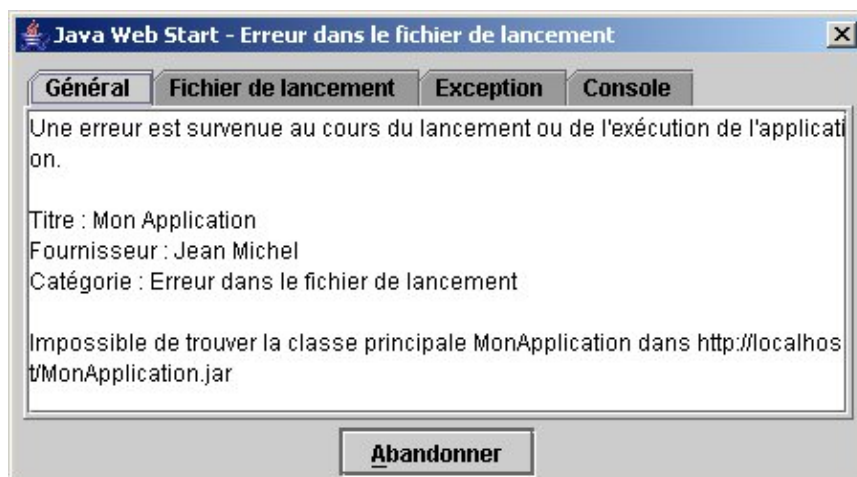 Java Web Start - Erreur dans le fichier de lancement
Général Fichier de lancement Exception Console
Une erreur est survenue au cours du lancement ou de l'exécution de l'applicati
on.
Titre : Mon Application
Fournisseur : Jean Michel
Catégorie : Erreur dans le fichier de lancement
Impossible de trouver la classe principale MonApplication dans http://localhos
t/MonApplication.jar
Abandonner